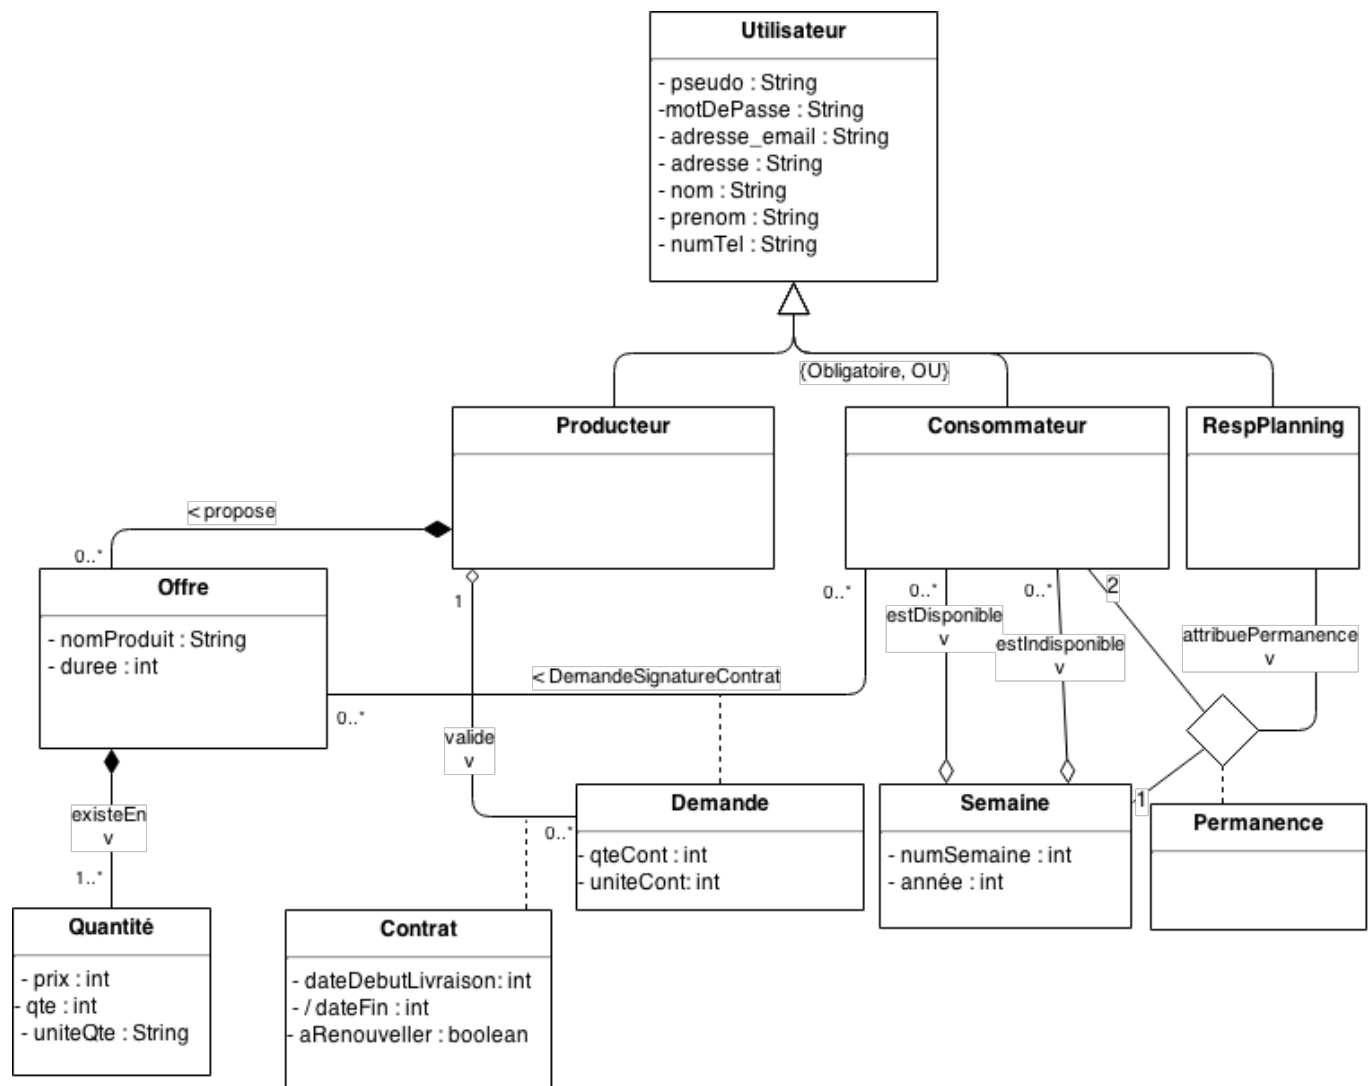 Utilisateur
- pseudo : String
-motDePasse : String
- adresse_email : String
- adresse : String
- nom : String
- prenom : String
- numTel : String
{Obligatoire, OU}
Producteur
Consommateur
RespPlanning
< propose
0..*
Offre
- nomProduit : String
- duree : int
1
0..*
0..*
0..*
2
estDisponible
v
estIndisponible
v
attribuePermanence
v
< DemandeSignatureContrat
0..*
valide
v
0..*
Demande
- qteCont : int
- uniteCont: int
Semaine
- numSemaine : int
- année : int
1
Permanence
existeEn
v
1..*
Quantité
- prix : int
- qte : int
- uniteQte : String
Contrat
- dateDebutLivraison: int
- / dateFin : int
- aRenouveller : boolean